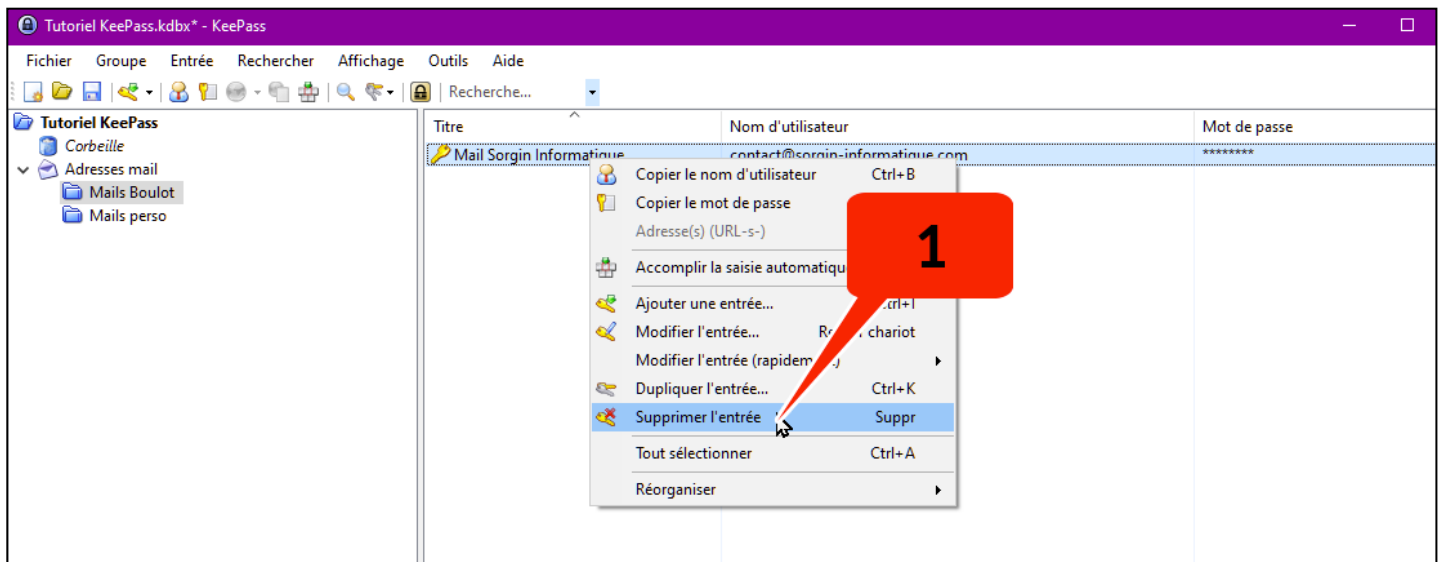 Tutoriel KeePass.kdbx* - KeePass
Fichier Groupe Entrée Rechercher Affichage Outils Aide
Recherche...
Tutoriel KeePass
Corbeille
Adresses mail
Mails Boulot
Mails perso
Titre Nom d'utilisateur Mot de passe
Mail Sorgin Informatique contact@sorgin-informatique.com ********
Copier le nom d'utilisateur Ctrl+B
Copier le mot de passe
Adresse(s) (URL-s-)
Accomplir la saisie automatiqu
1
Ajouter une entrée...
Modifier l'entrée... chariot
Modifier l'entrée (rapidem
Dupliquer l'entrée... Ctrl+K
Supprimer l'entrée Suppr
Tout sélectionner Ctrl+A
Réorganiser